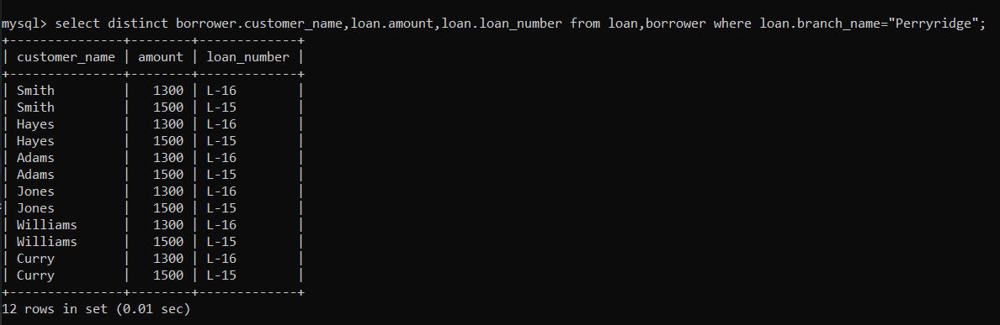 mysql> select distinct borrower.customer_name,loan.amount,loan.loan_number from loan,borrower where loan.branch_name="Perryridge";
+---------------+--------+-------------+
| customer_name | amount | loan_number |
+---------------+--------+-------------+
| Smith         |   1300 | L-16        |
| Smith         |   1500 | L-15        |
| Hayes         |   1300 | L-16        |
| Hayes         |   1500 | L-15        |
| Adams         |   1300 | L-16        |
| Adams         |   1500 | L-15        |
| Jones         |   1300 | L-16        |
| Jones         |   1500 | L-15        |
| Williams      |   1300 | L-16        |
| Williams      |   1500 | L-15        |
| Curry         |   1300 | L-16        |
| Curry         |   1500 | L-15        |
+---------------+--------+-------------+
12 rows in set (0.01 sec)